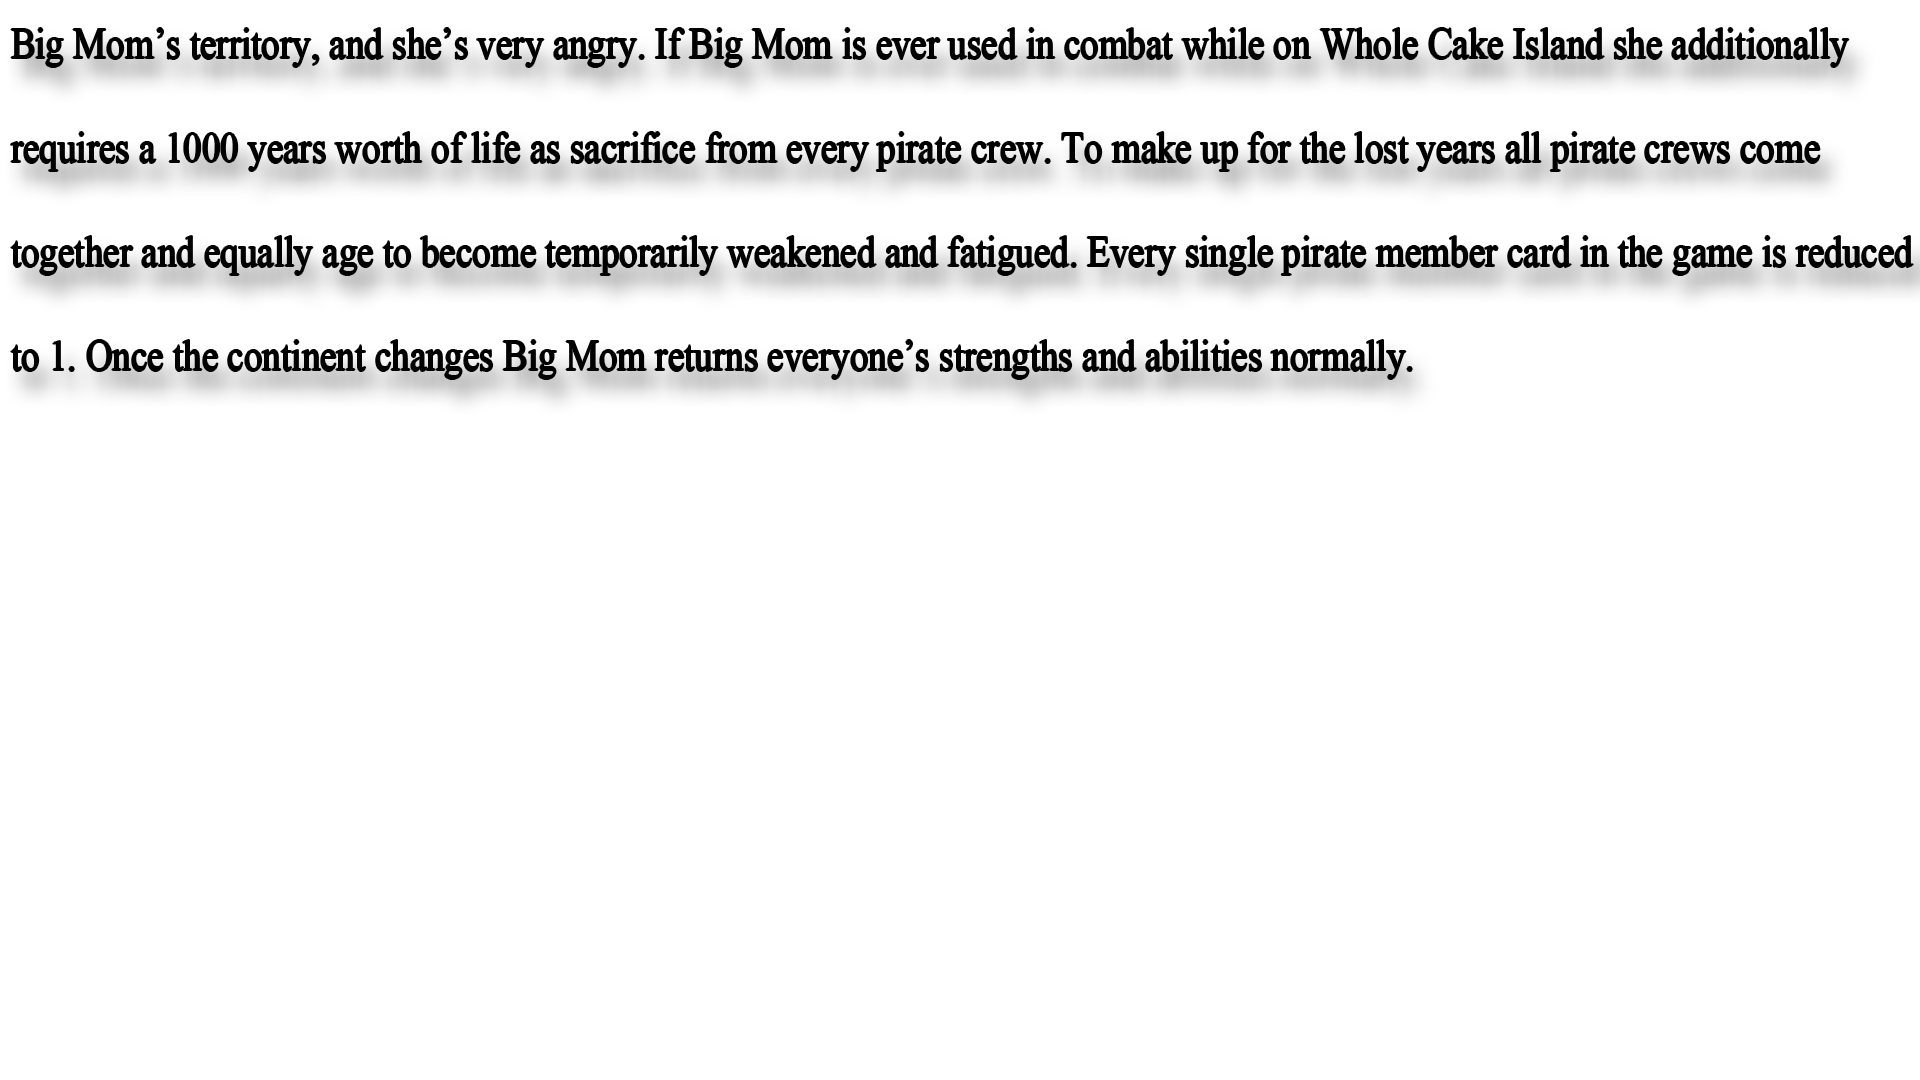 Big Mom’s territory, and she’s very angry. If Big Mom is ever used in combat while on Whole Cake Island she additionally
requires a 1000 years worth of life as sacrifice from every pirate crew. To make up for the lost years all pirate crews come
together and equally age to become temporarily weakened and fatigued. Every single pirate member card in the game is reduced
to 1. Once the continent changes Big Mom returns everyone’s strengths and abilities normally.